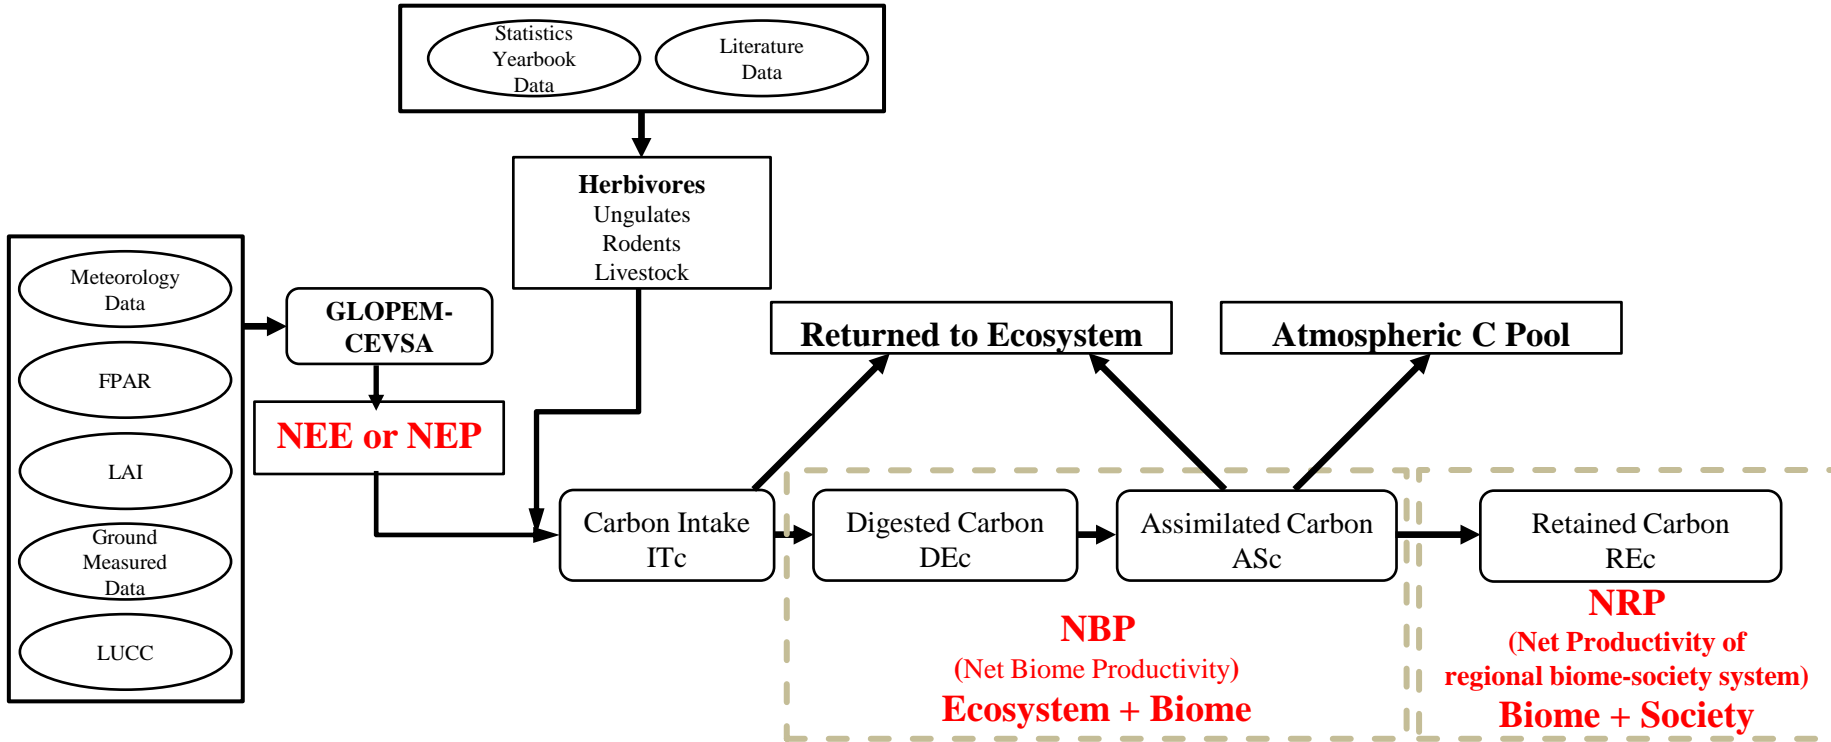 Statistics
Yearbook
Data
Literature
Data
Herbivores
Ungulates
Rodents
Livestock
Meteorology
Data
FPAR
LAI
Ground
Measured
Data
LUCC
GLOPEM-
CEVSA
NEE or NEP
Returned to Ecosystem
Atmospheric C Pool
Carbon Intake
ITc
Digested Carbon
DEc
Assimilated Carbon
ASc
Retained Carbon
REc
NBP
(Net Biome Productivity)
Ecosystem + Biome
NRP
(Net Productivity of
regional biome-society system)
Biome + Society